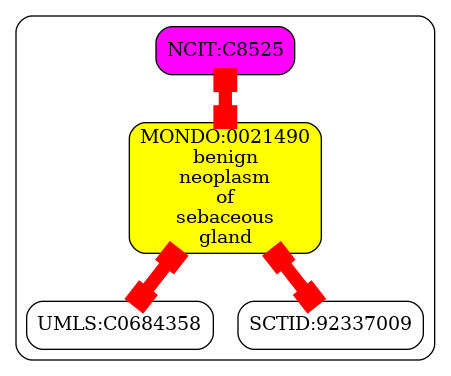 NCIT:C8525
MONDO:0021490
benign
neoplasm
of
sebaceous
gland
UMLS:C0684358
SCTID:92337009